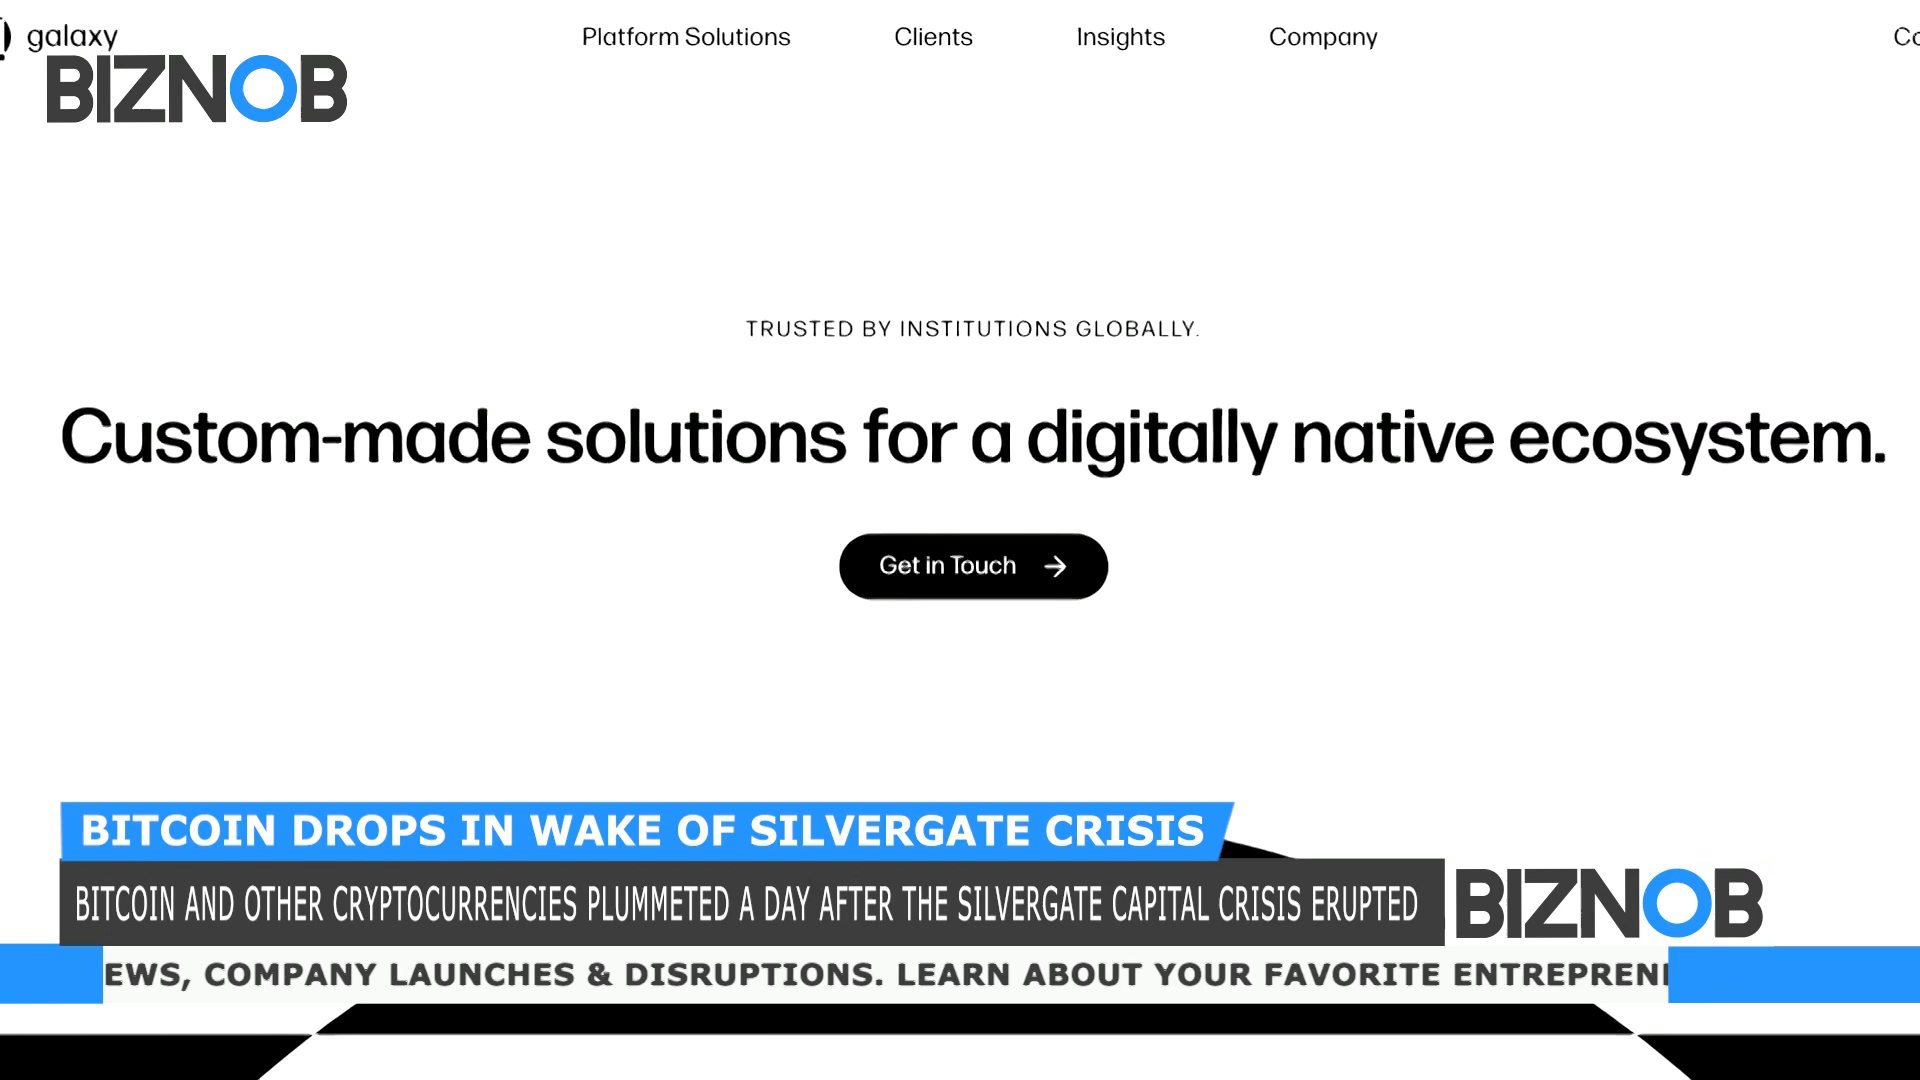 galaxy Platform Solutions Clients Insights Company
BIZNOB
TRUSTED BY INSTITUTIONS GLOBALLY.
Custom-made solutions for a digitally native ecosystem.
Get in Touch
BITCOIN DROPS IN WAKE OF SILVERGATE CRISIS
BITCOIN AND OTHER CRYPTOCURRENCIES PLUMMETED A DAY AFTER THE SILVERGATE CAPITAL CRISIS ERUPTED
BIZNOB
EWS, COMPANY LAUNCHES & DISRUPTIONS. LEARN ABOUT YOUR FAVORITE ENTREPREN